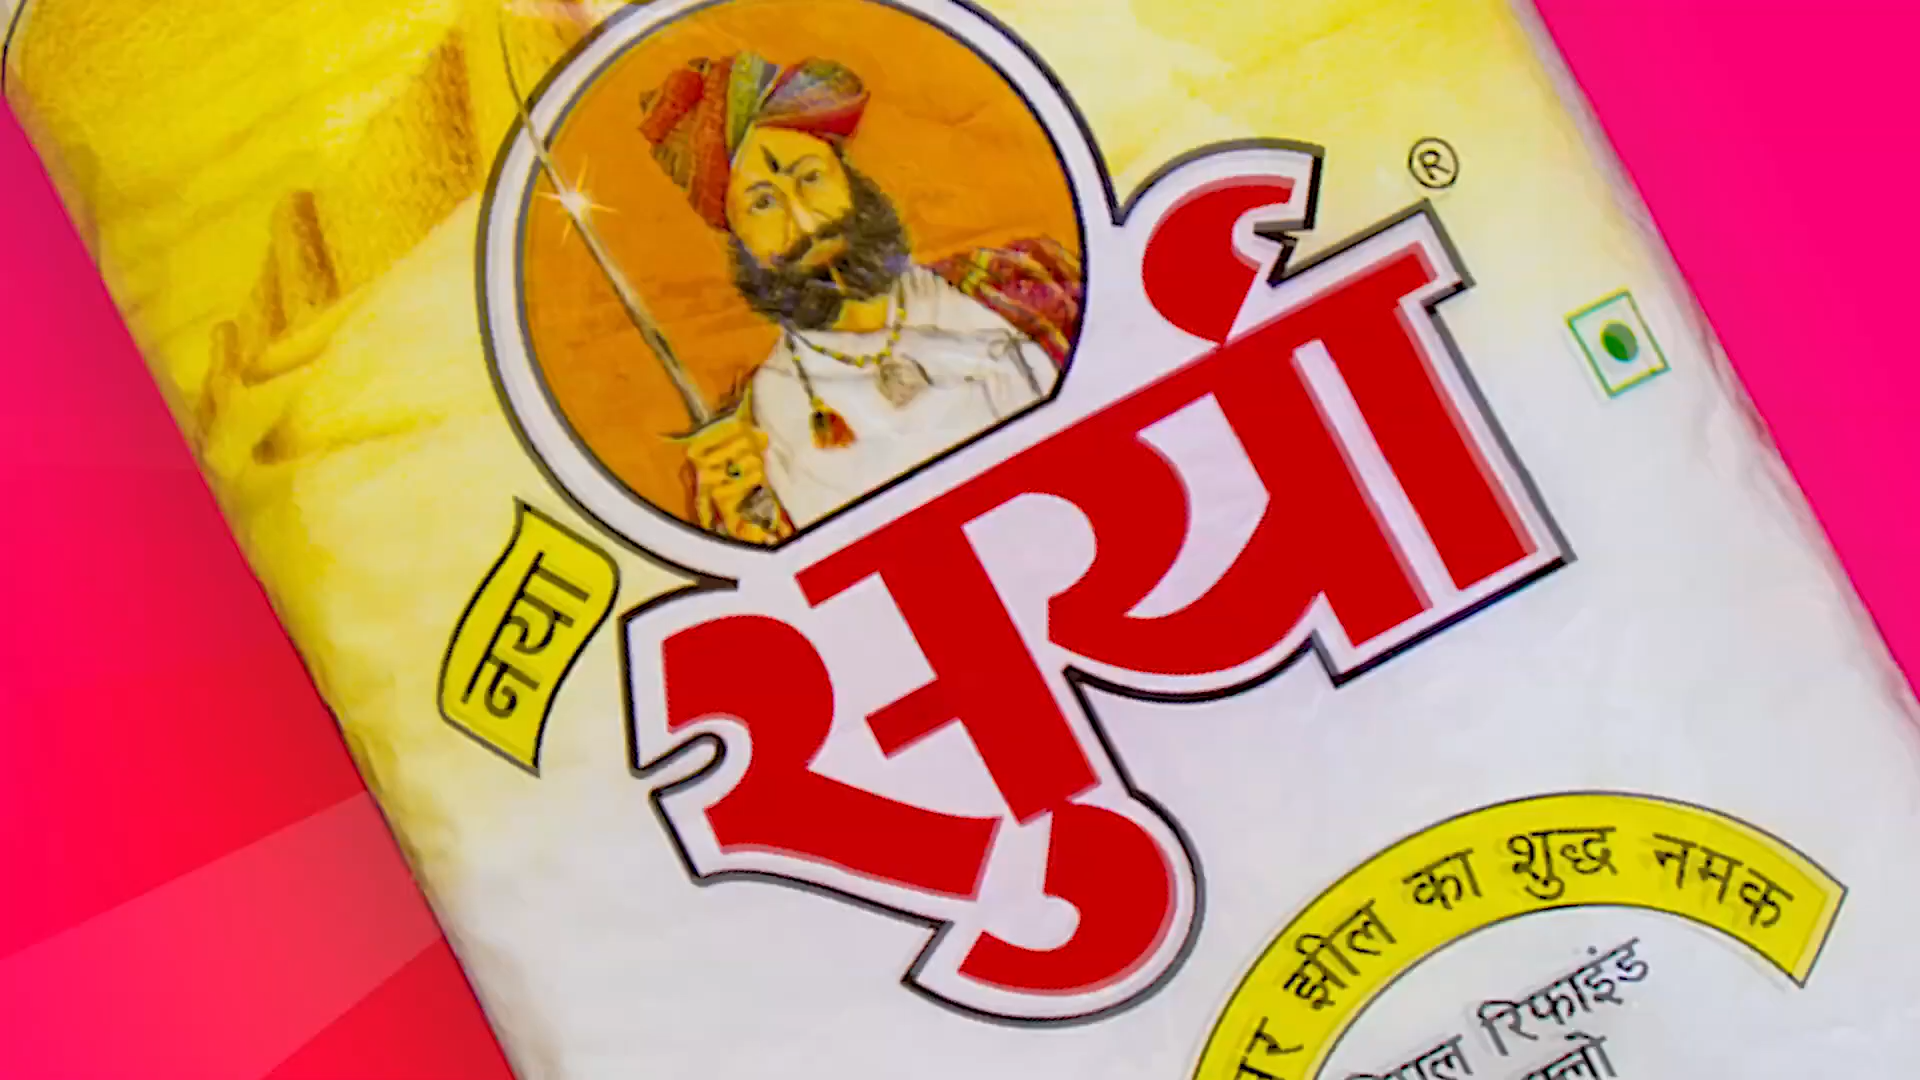 ®
सुर्या
नया
झील का शुद्ध नमक
रिफाइंड